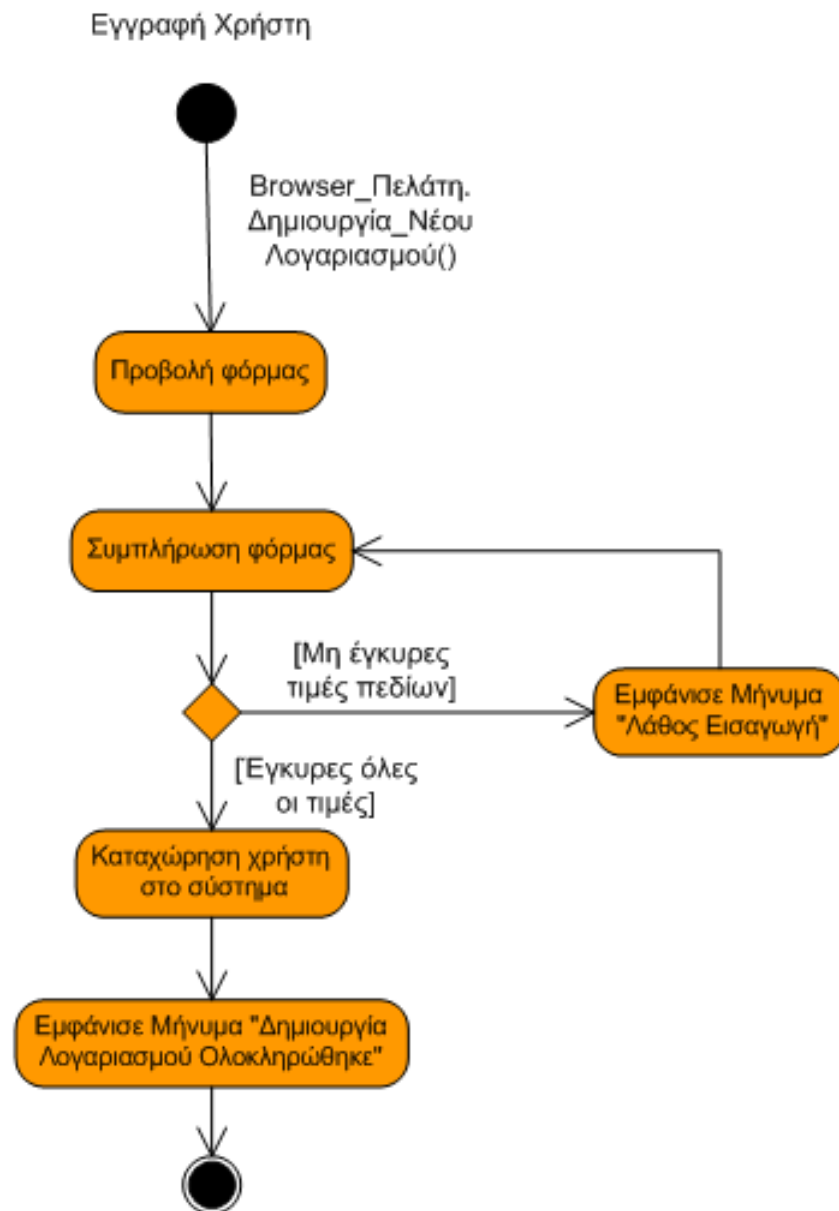 Εγγραφή Χρήστη
Browser_Πελάτη.
Δημιουργία_Νέου
Λογαριασμού()
Προβολή φόρμας
Συμπλήρωση φόρμας
[Μη έγκυρες
τιμές πεδίων]
Εμφάνισε Μήνυμα
"Λάθος Εισαγωγή"
[Έγκυρες όλες
οι τιμές]
Καταχώρηση χρήστη
στο σύστημα
Εμφάνισε Μήνυμα "Δημιουργία
Λογαριασμού Ολοκληρώθηκε"